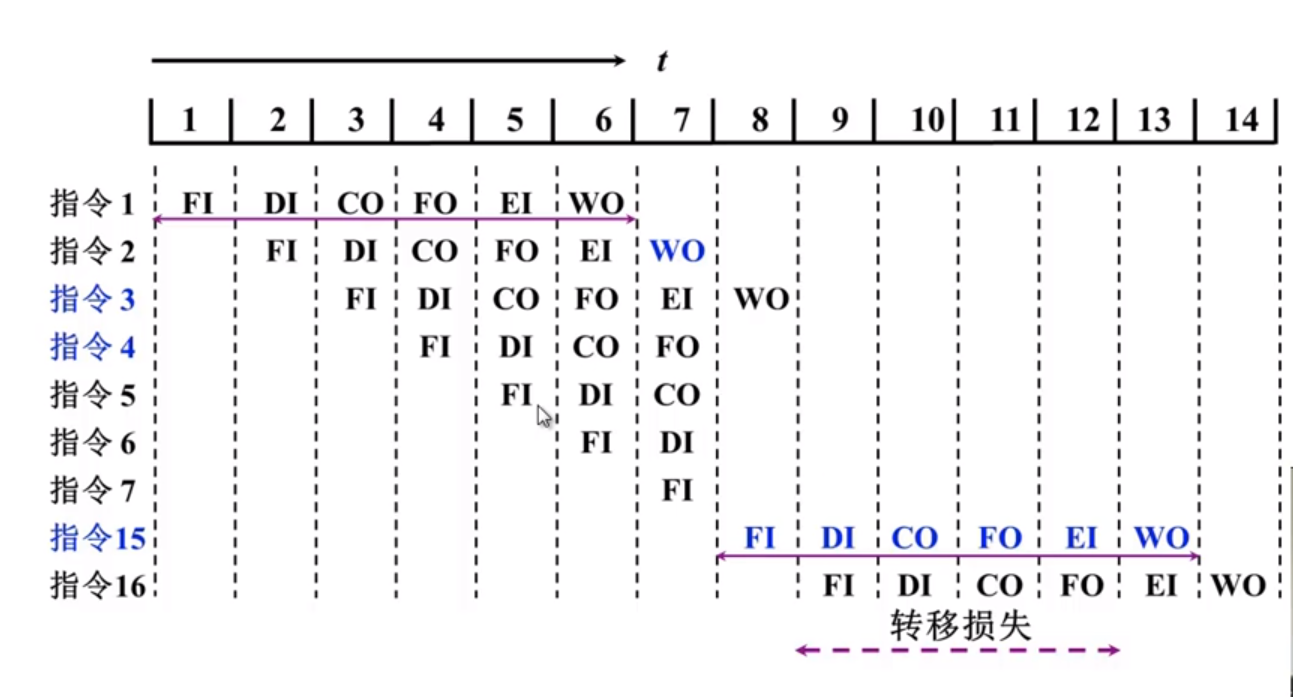 t
1 2 3 4 5 6 7 8 9 10 11 12 13 14
指令 1 FI DI CO FO EI WO
指令 2 FI DI CO FO EI WO
指令 3 FI DI CO FO EI WO
指令 4 FI DI CO FO
指令 5 FI DI CO
指令 6 FI DI
指令 7 FI
指令15 FI DI CO FO EI WO
指令16 FI DI CO FO EI WO
转移损失